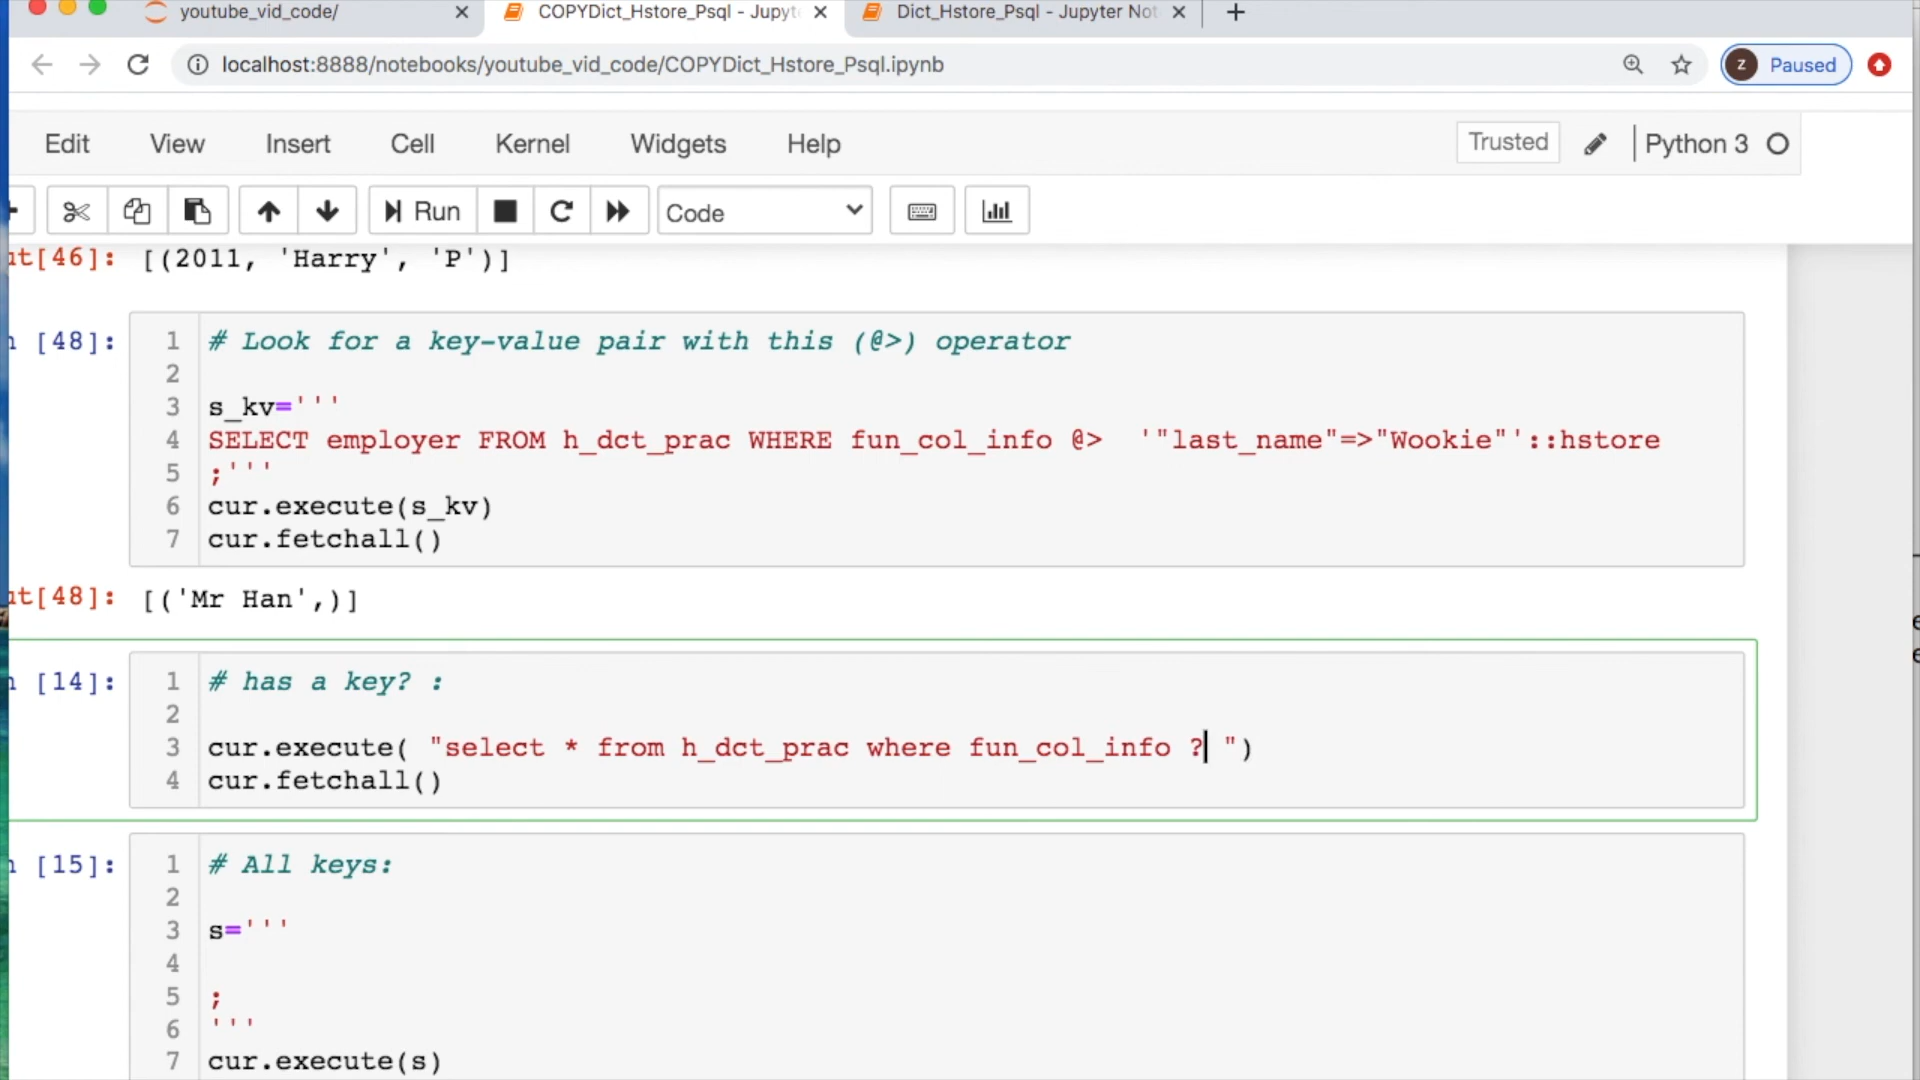 youtube_vid_code/
COPYDict_Hstore_Psql - Jupyt
Dict_Hstore_Psql - Jupyter Not
localhost:8888/notebooks/youtube_vid_code/COPYDict_Hstore_Psql.ipynb
z Paused
Edit View Insert Cell Kernel Widgets Help Trusted Python 3
Run Code
ut[46]: [(2011, 'Harry', 'P')]
n [48]: 1 # Look for a key-value pair with this (@>) operator
2
3 s_kv='''
4 SELECT employer FROM h_dct_prac WHERE fun_col_info @>  '"last_name"=>"Wookie"'::hstore
5 ;'''
6 cur.execute(s_kv)
7 cur.fetchall()
ut[48]: [('Mr Han',)]
n [14]: 1 # has a key? :
2
3 cur.execute( "select * from h_dct_prac where fun_col_info ? ")
4 cur.fetchall()
n [15]: 1 # All keys:
2
3 s='''
4
5 ;
6 '''
7 cur.execute(s)